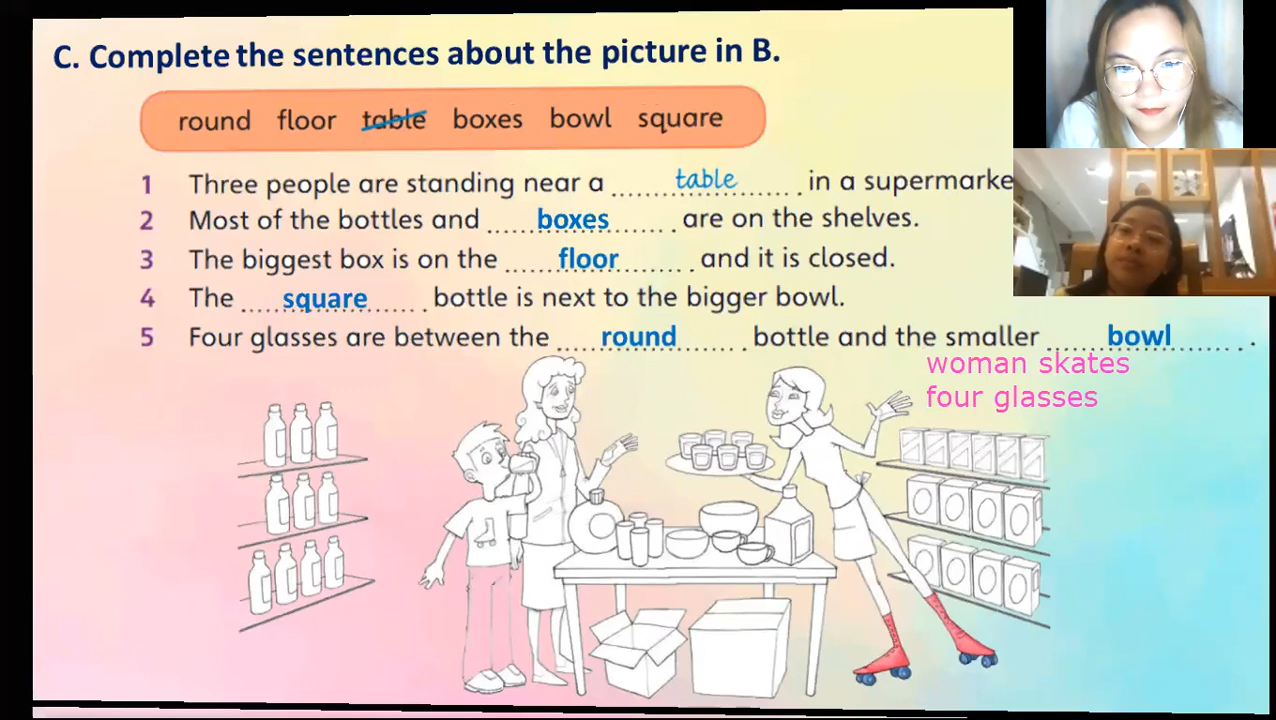 C. Complete the sentences about the picture in B.
round floor table boxes bowl square
1 Three people are standing near a table in a supermarke
2 Most of the bottles and boxes are on the shelves.
3 The biggest box is on the floor and it is closed.
4 The square bottle is next to the bigger bowl.
5 Four glasses are between the round bottle and the smaller bowl.
woman skates
four glasses